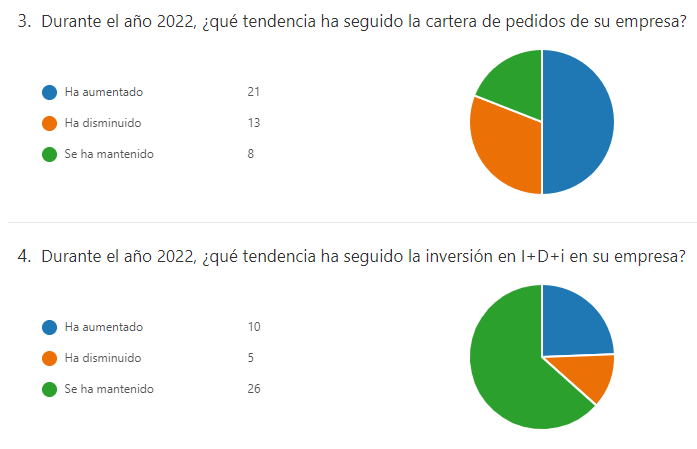 3. Durante el año 2022, ¿qué tendencia ha seguido la cartera de pedidos de su empresa?
Ha aumentado 21
Ha disminuido 13
Se ha mantenido 8
4. Durante el año 2022, ¿qué tendencia ha seguido la inversión en I+D+i en su empresa?
Ha aumentado 10
Ha disminuido 5
Se ha mantenido 26